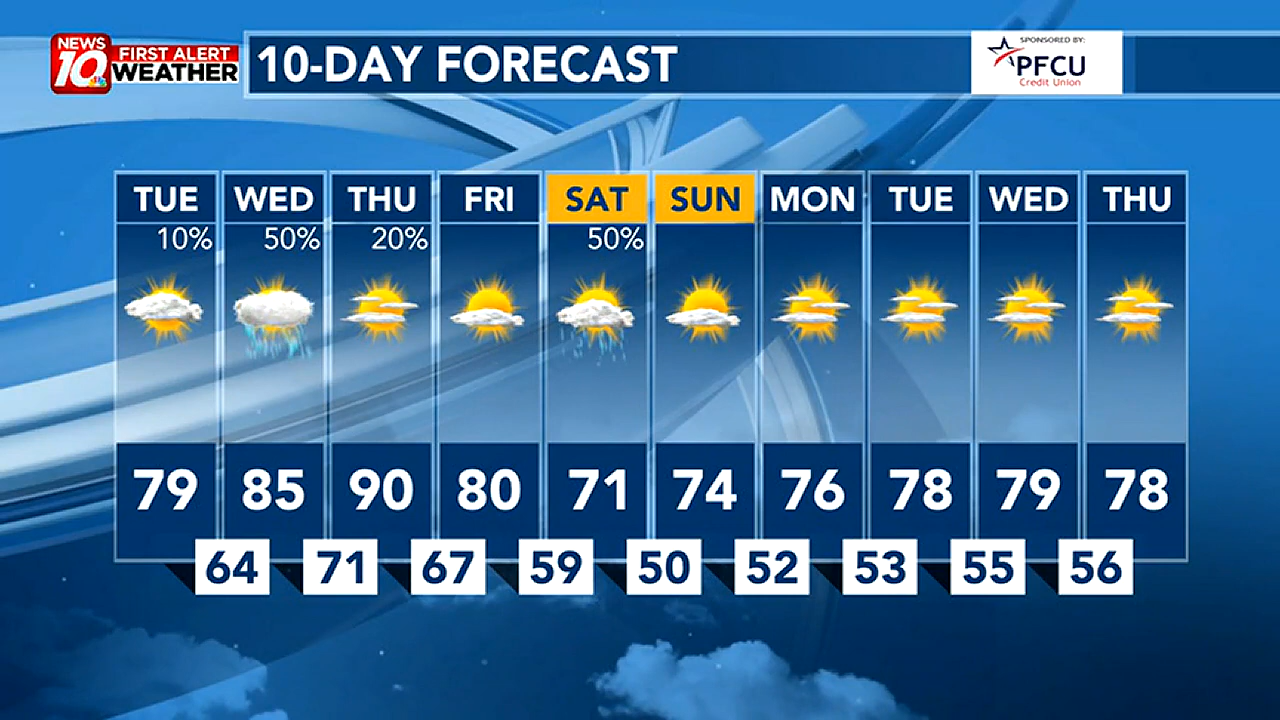 NEWS
10
FIRST ALERT
WEATHER
10-DAY FORECAST
SPONSORED BY:
PFCU
Credit Union
TUE WED THU FRI SAT SUN MON TUE WED THU
10% 50% 20% 50%
79 85 90 80 71 74 76 78 79 78
64 71 67 59 50 52 53 55 56